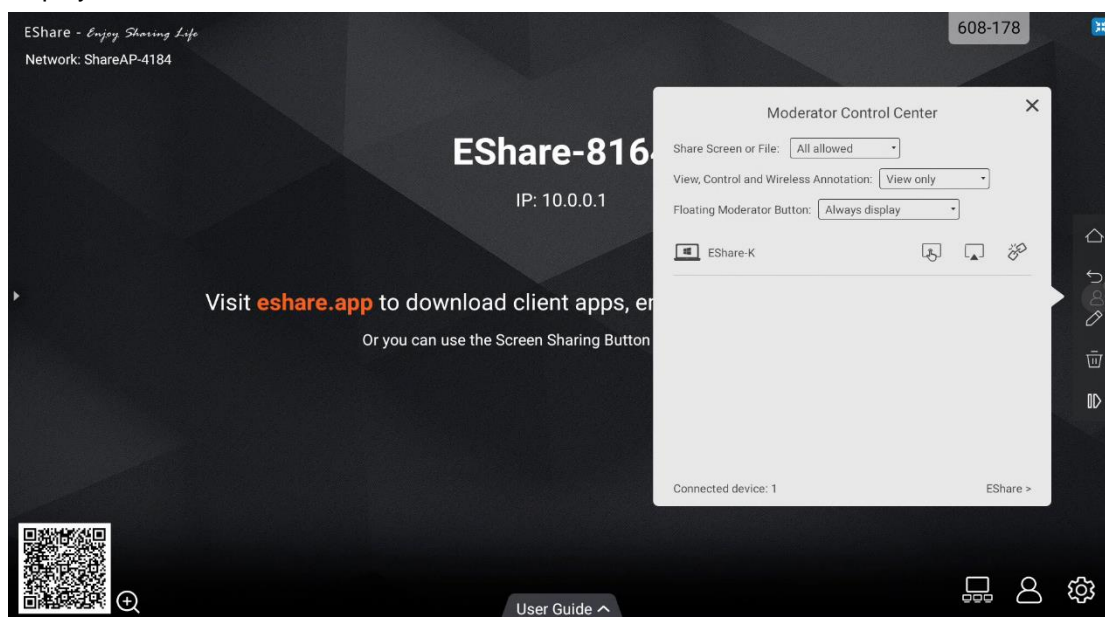 EShare - Enjoy Sharing Life
608-178
Network: ShareAP-4184
Moderator Control Center
Share Screen or File: All allowed
EShare-816
View, Control and Wireless Annotation: View only
IP: 10.0.0.1
Floating Moderator Button: Always display
EShare-K
Visit eshare.app to download client apps, en
Or you can use the Screen Sharing Button
Connected device: 1
EShare >
User Guide